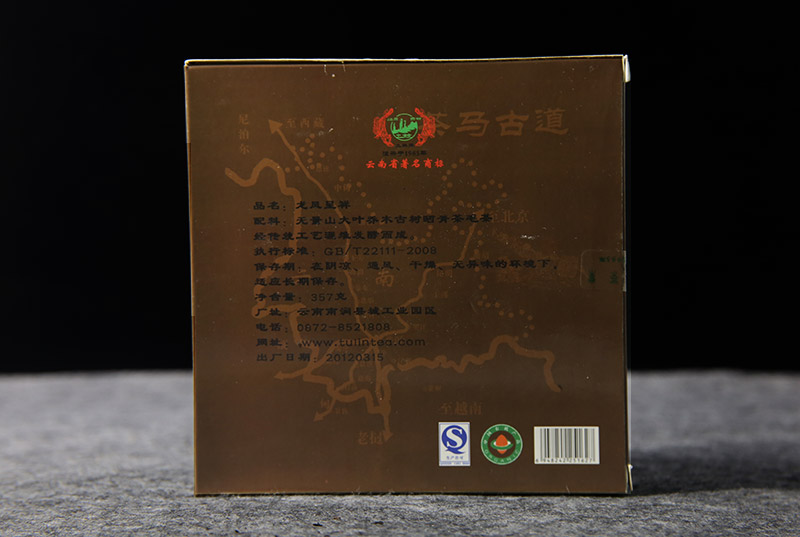 茶马古道
云南省著名商标
尼泊尔
至西藏
品名：龙凤呈祥
配料：无量山大叶乔木古树晒青茶毛茶
经传统工艺碾揉发酵而成。
北京
执行标准：GB/T22111-2008
保存期：在阴凉、通风、干燥、无异味的环境下，
适应长期保存。
南
净含量：357克
厂址：云南南涧县城工业园区
电话：0872-8521808
网址：www.tulintea.com
出厂日期：20120315
至越南
老挝